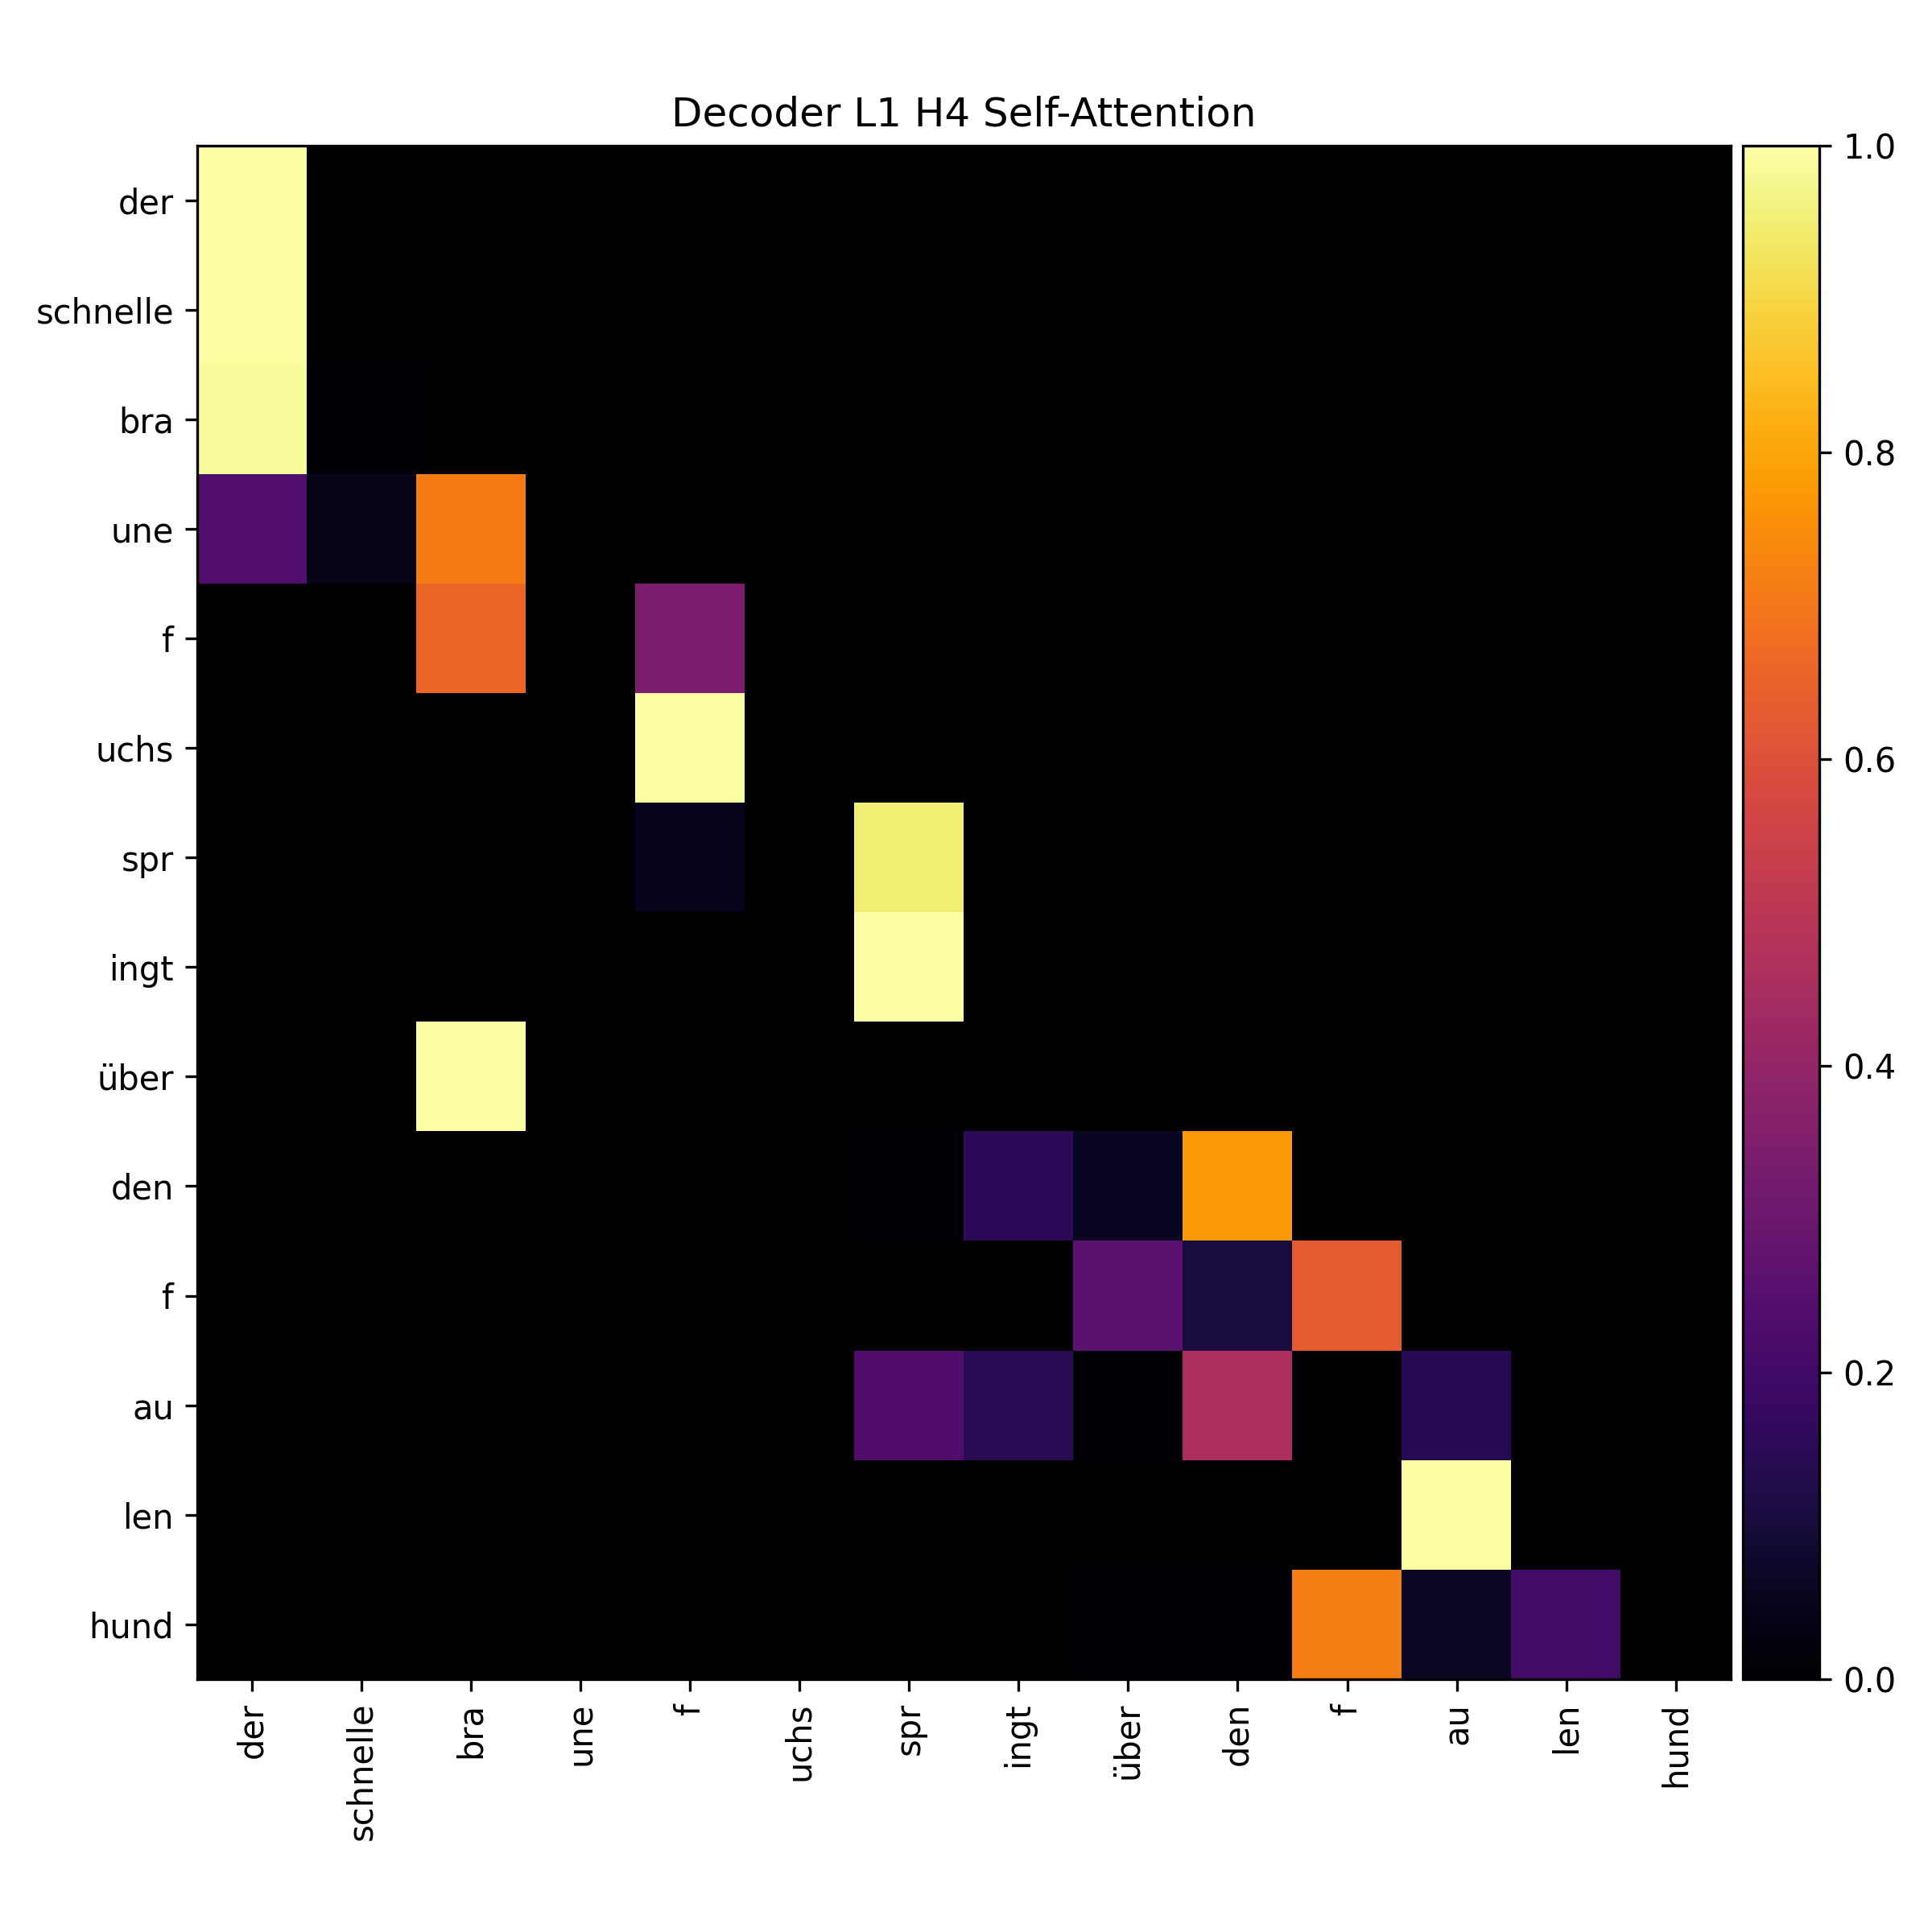 Decoder L1 H4 Self-Attention
der
schnelle
bra
une
f
uchs
spr
ingt
über
den
f
au
len
hund
der
schnelle
bra
une
f
uchs
spr
ingt
über
den
f
au
len
hund
1.0
0.8
0.6
0.4
0.2
0.0